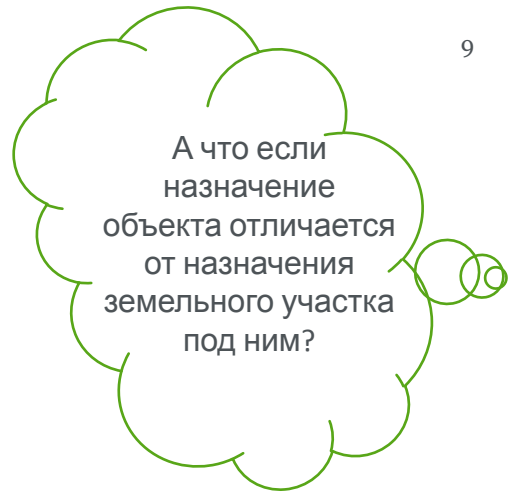 9
А что если
назначение
объекта отличается
от назначения
земельного участка
под ним?